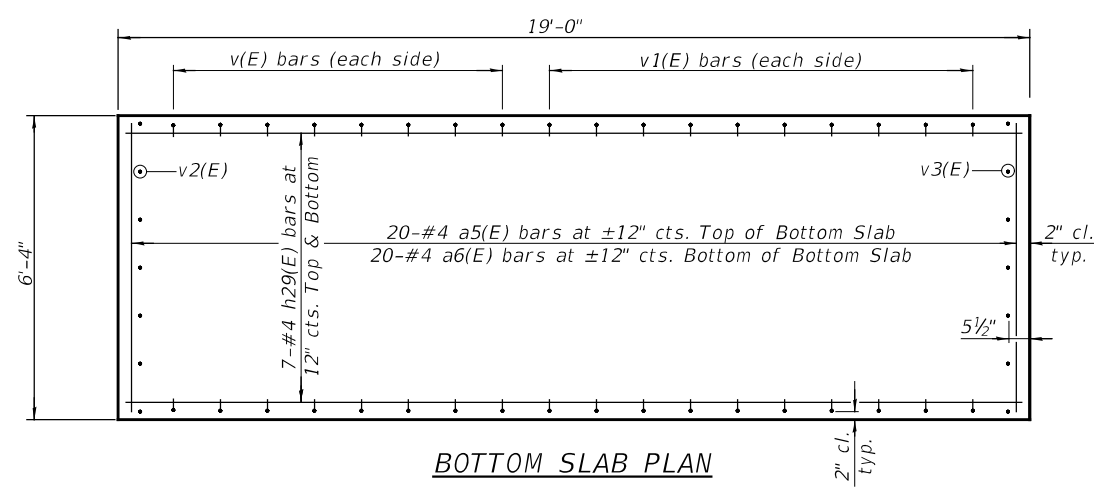 19'-0"
v(E) bars (each side)
v1(E) bars (each side)
v2(E)
v3(E)
6'-4"
7-#4 h29(E) bars at
12" cts. Top & Bottom
20-#4 a5(E) bars at ±12" cts. Top of Bottom Slab
20-#4 a6(E) bars at ±12" cts. Bottom of Bottom Slab
2" cl.
typ.
5½"
2" cl.
typ.
BOTTOM SLAB PLAN